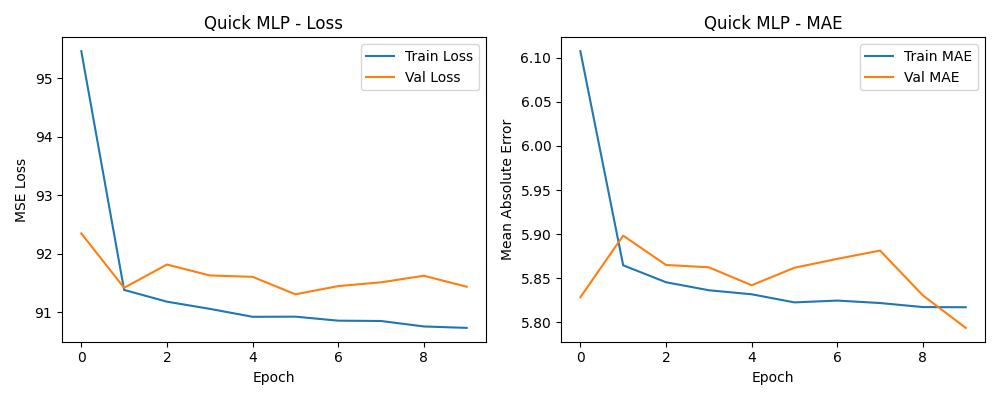 Quick MLP - Loss
MSE Loss
95
94
93
92
91
0 2 4 6 8
Epoch
Train Loss
Val Loss
Quick MLP - MAE
Mean Absolute Error
6.10
6.05
6.00
5.95
5.90
5.85
5.80
0 2 4 6 8
Epoch
Train MAE
Val MAE